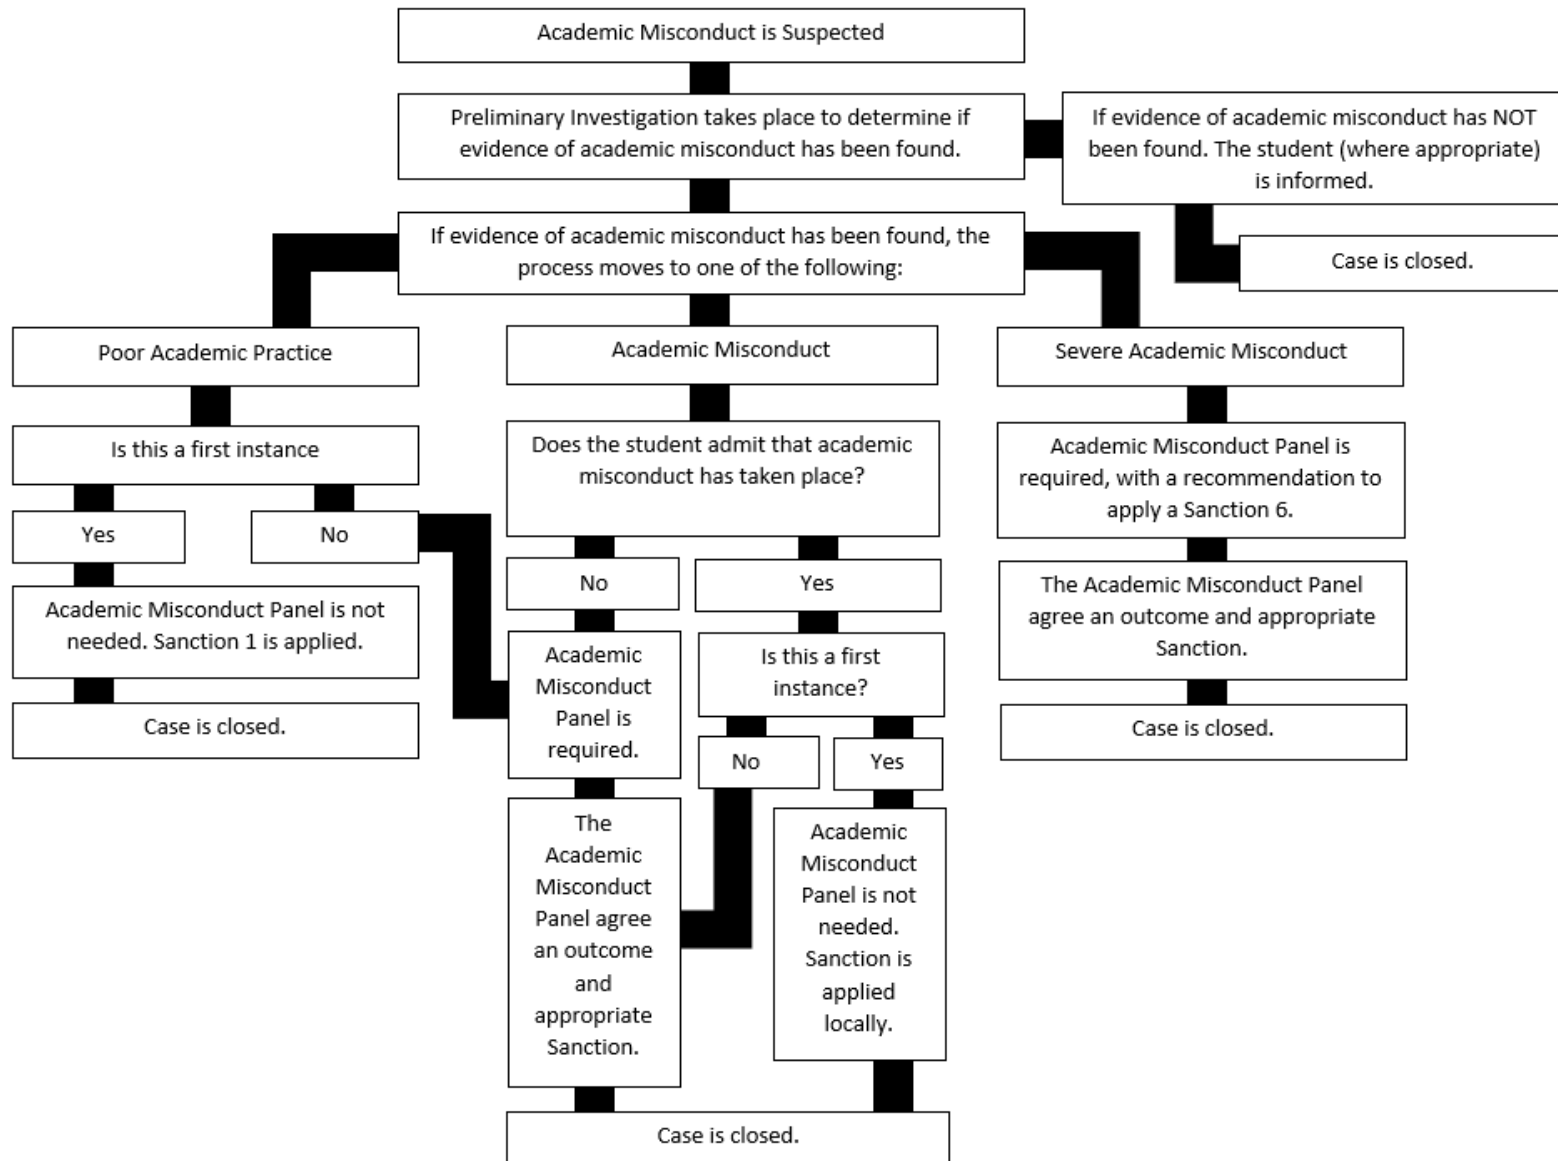 Academic Misconduct is Suspected
Preliminary Investigation takes place to determine if
evidence of academic misconduct has been found.
If evidence of academic misconduct has NOT
been found. The student (where appropriate)
is informed.
Case is closed.
If evidence of academic misconduct has been found, the
process moves to one of the following:
Poor Academic Practice
Is this a first instance
Yes
No
Academic Misconduct Panel is not
needed. Sanction 1 is applied.
Case is closed.
Academic Misconduct
Does the student admit that academic
misconduct has taken place?
No
Yes
Academic
Misconduct
Panel is
required.
Is this a first
instance?
No
Yes
The
Academic
Misconduct
Panel agree
an outcome
and
appropriate
Sanction.
Academic
Misconduct
Panel is not
needed.
Sanction is
applied
locally.
Case is closed.
Severe Academic Misconduct
Academic Misconduct Panel is
required, with a recommendation to
apply a Sanction 6.
The Academic Misconduct Panel
agree an outcome and appropriate
Sanction.
Case is closed.